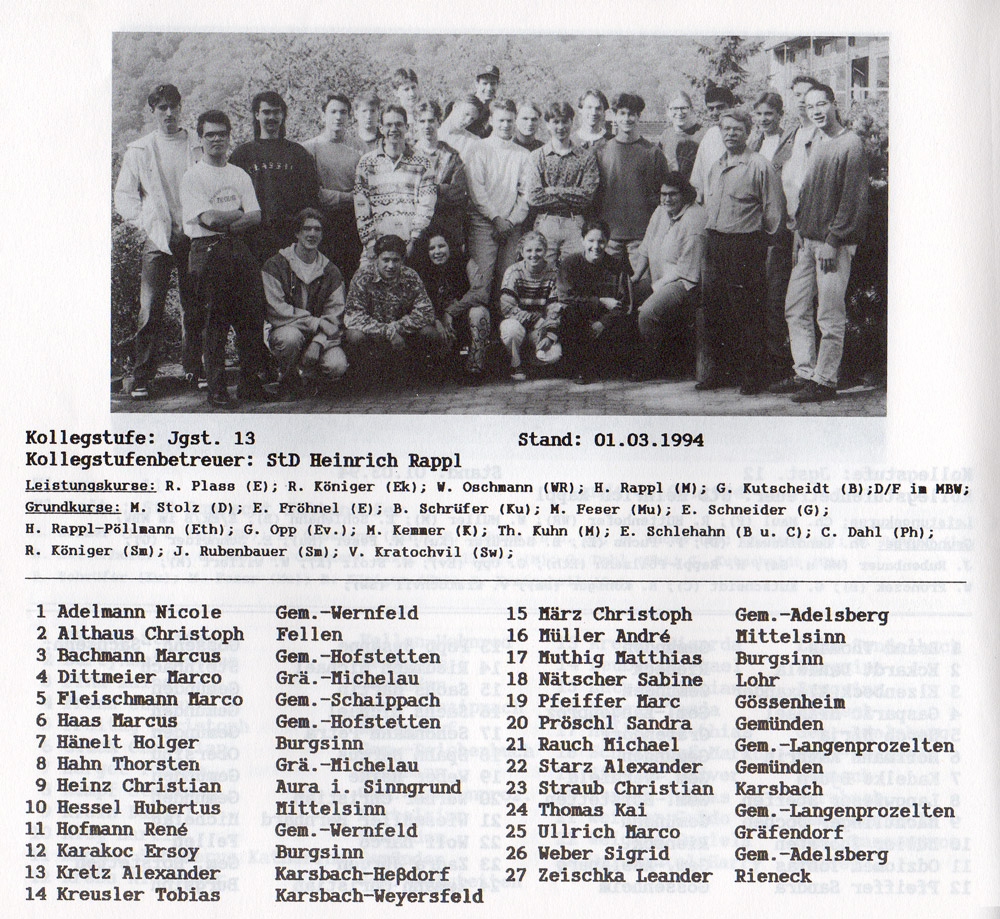 Kollegstufe: Jgst. 13 Stand: 01.03.1994
Kollegstufenbetreuer: StD Heinrich Rappl
Leistungskurse: R. Plass (E); R. Königer (Ek); W. Oschmann (WR); H. Rappl (M); G. Kutscheidt u. Lyer im MBW;
Grundkurse: M. Stolz (D); E. Pröhnel (E); B. Schrüfer (Ku); M. Feser (Mu); E. Schneider (G);
H. Rappl-Pöllmann (Eth); G. Opp (Ev); M. Kemmer (K); A. Ruhr (M); E. Schlehahn (B u. C); C. Dahl (Ph);
R. Königer (Sm); J. Rubenbauer (Sm); V. Kratochvil (Sw);
1 Adelmann Nicole Gem.-Wernfeld
2 Althaus Christoph Fellen
3 Bachmann Manuel Gem.-Hofstetten
4 Dittmeier Marco Grä.-Michelau
5 Fleischmann Marco Gem.-Schaippach
6 Haas Marcus Gem.-Hofstetten
7 Hänelt Holger Burgsinn
8 Hahn Thorsten Grä.-Michelau
9 Heinz Christian Aura i. Sinngrund
10 Hessel Hubertus Mittelsinn
11 Hofmann René Gem.-Wernfeld
12 Karakoc Ersoy Burgsinn
13 Kretz Alexander Karsbach-Heβdorf
14 Kreusler Tobias Karsbach-Weyersfeld
15 März Christoph Gem.-Adelsberg
16 Müller André Mittelsinn
17 Muthig Matthias Burgsinn
18 Nätscher Sabine Lohr
19 Pfeiffer Martin Gössenheim
20 Pröschl Sandra Gemünden
21 Rauch Michael Gem.-Langenprozelten
22 Starz Alexander Gemünden
23 Straub Christian Karsbach
24 Thomas Kai Gem.-Langenprozelten
25 Ullrich Marco Gräfendorf
26 Weber Sigrid Gem.-Adelsberg
27 Zeischka Leander Rieneck